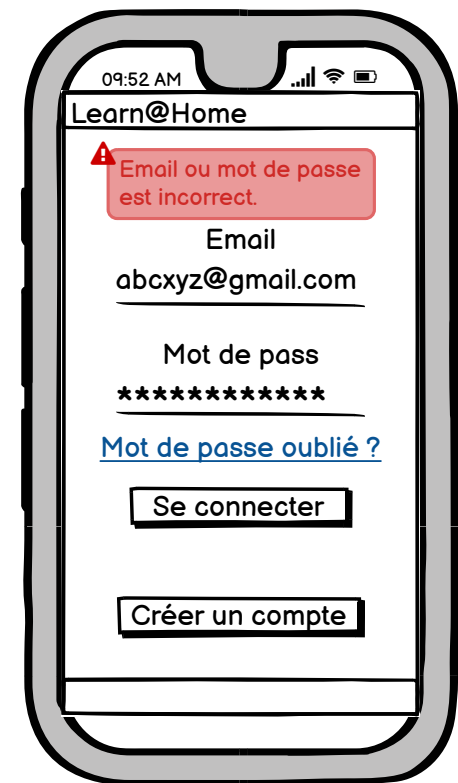 09:52 AM
Learn@Home
Email ou mot de passe
est incorrect.
Email
abcxyz@gmail.com
Mot de pass
************
Mot de passe oublié ?
Se connecter
Créer un compte